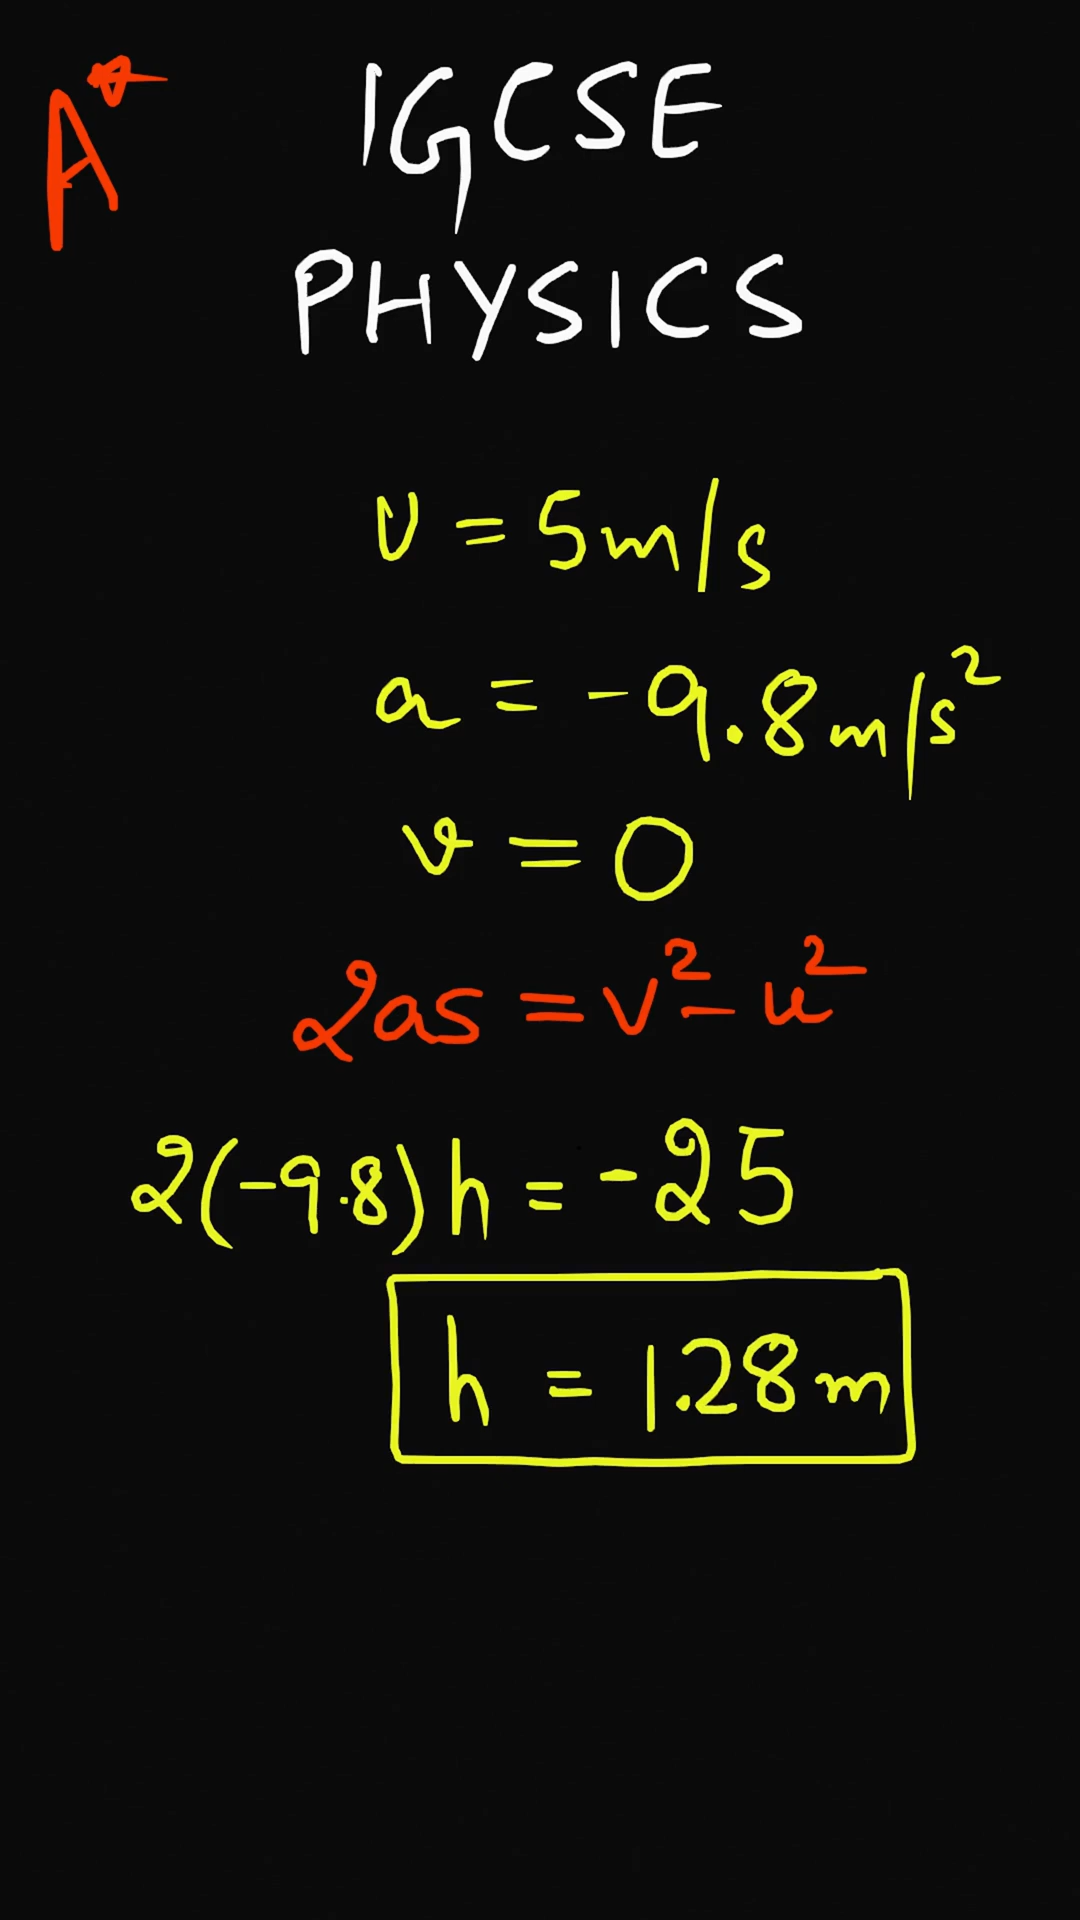 A*
IGCSE
PHYSICS
υ = 5m/s
a = -9.8m/s²
v = 0
2as = v² - u²
2(-9.8)h = -25
h = 1.28m